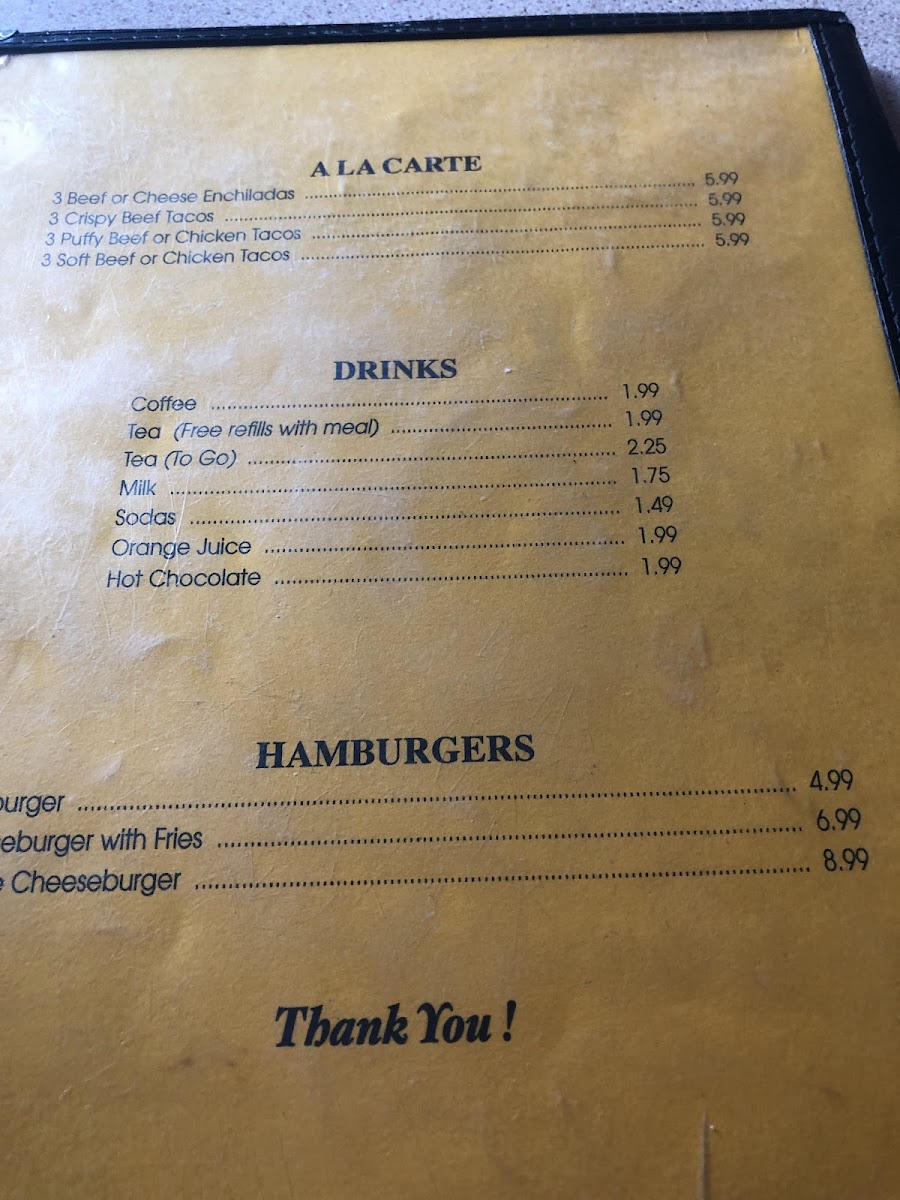 A LA CARTE
3 Beef or Cheese Enchiladas ........ 5.99
3 Crispy Beef Tacos ........ 5.99
3 Puffy Beef or Chicken Tacos ........ 5.99
3 Soft Beef or Chicken Tacos ........ 5.99
DRINKS
Coffee ........ 1.99
Tea (Free refills with meal) ........ 1.99
Tea (To Go) ........ 2.25
Milk ........ 1.75
Sodas ........ 1.49
Orange Juice ........ 1.99
Hot Chocolate ........ 1.99
HAMBURGERS
burger ........ 4.99
eburger with Fries ........ 6.99
e Cheeseburger ........ 8.99
Thank You !